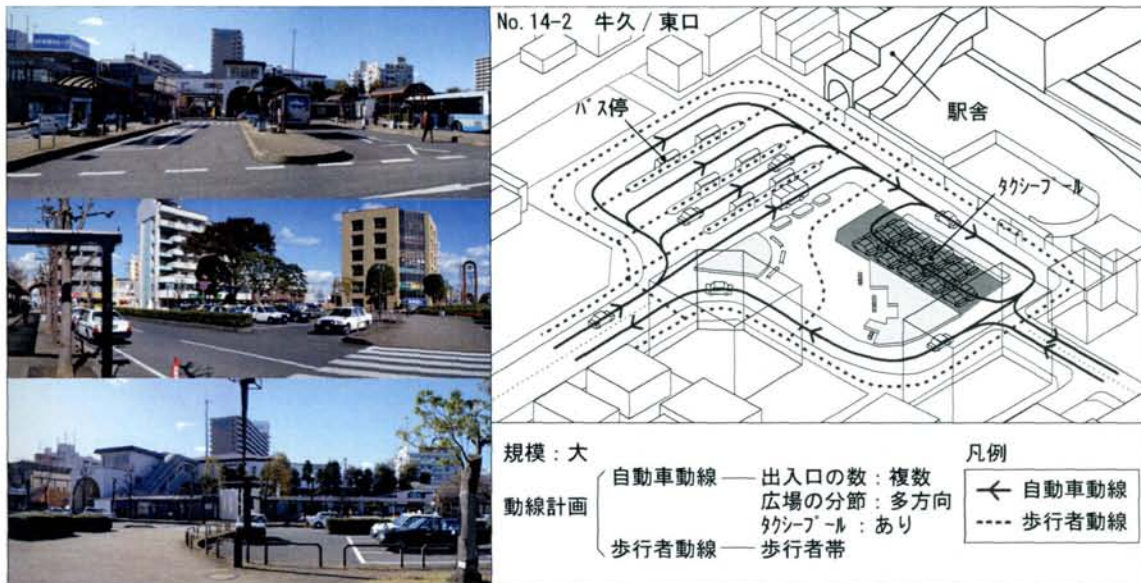 No.14-2 牛久/東口
バス停
駅舎
タクシープール
規模:大
動線計画
自動車動線──出入口の数:複数
広場の分節:多方向
タクシープール:あり
歩行者動線──歩行者帯
凡例
自動車動線
歩行者動線